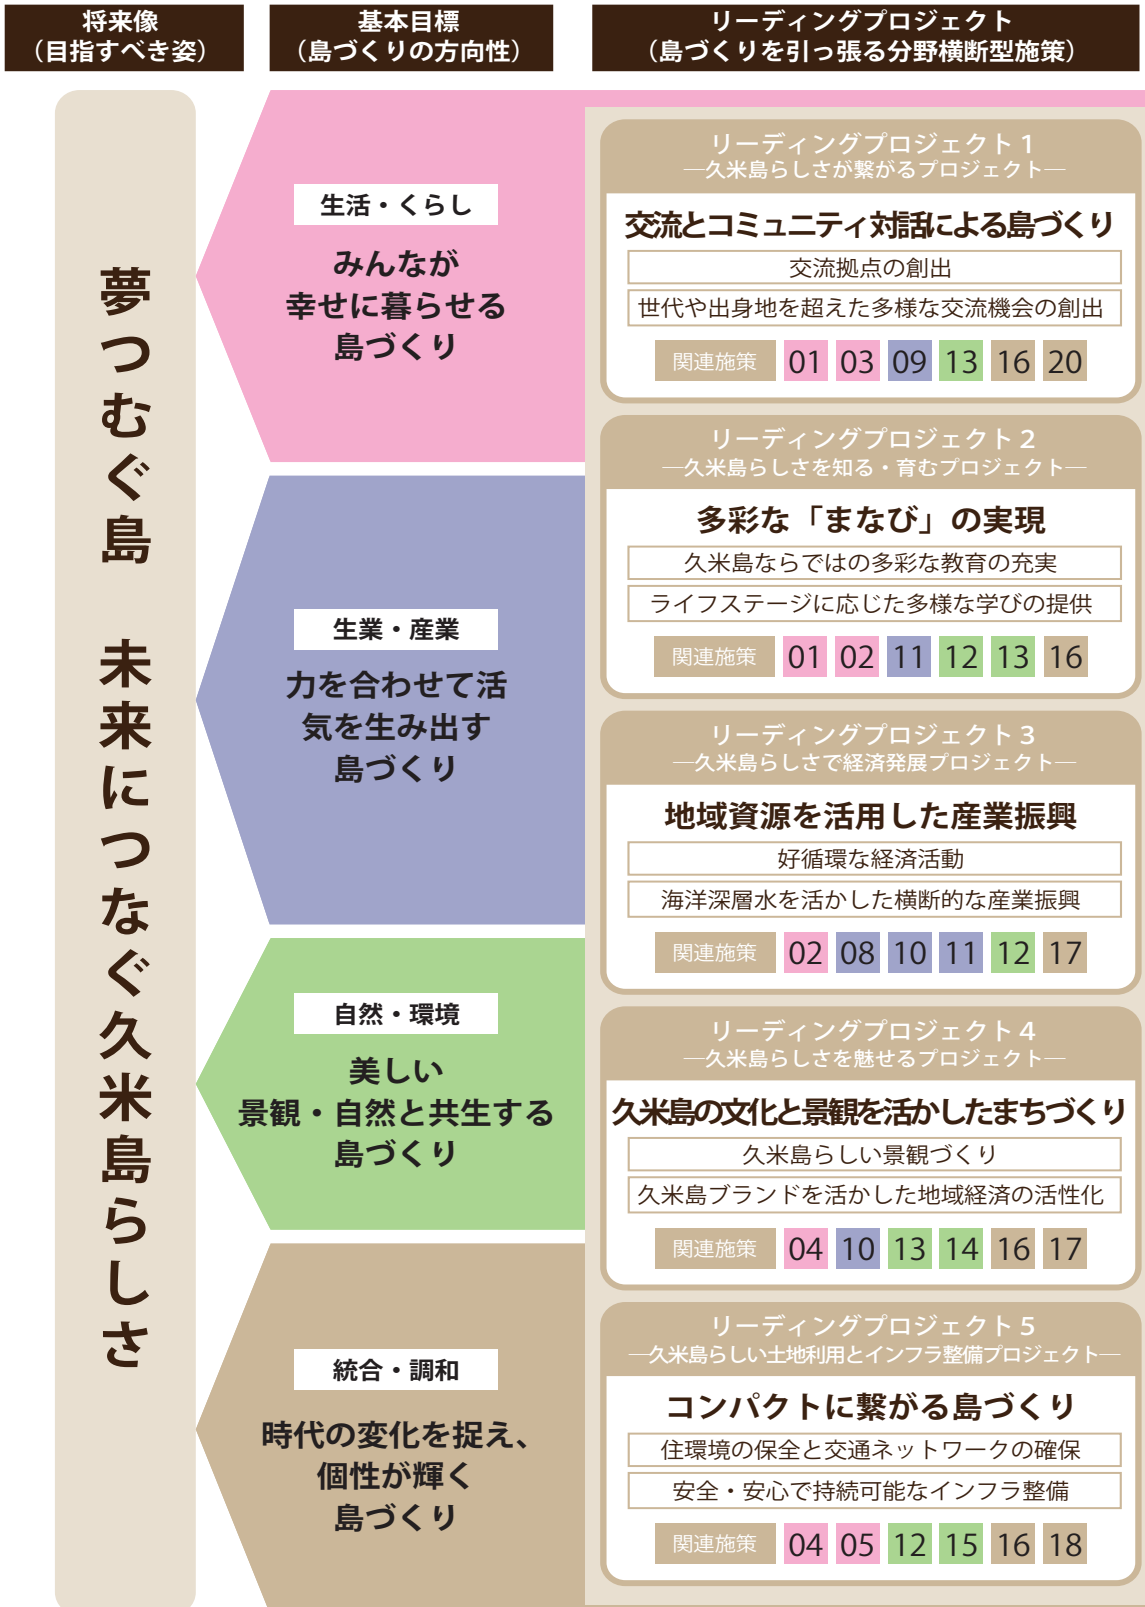 将来像
（目指すべき姿）
基本目標
（島づくりの方向性）
リーディングプロジェクト
（島づくりを引っ張る分野横断型施策）
夢つむぐ島　未来につなぐ久米島らしさ
生活・くらし
みんなが
幸せに暮らせる
島づくり
生業・産業
力を合わせて活
気を生み出す
島づくり
自然・環境
美しい
景観・自然と共生する
島づくり
統合・調和
時代の変化を捉え、
個性が輝く
島づくり
リーディングプロジェクト 1
―久米島らしさが繋がるプロジェクト―
交流とコミュニティ対話による島づくり
交流拠点の創出
世代や出身地を超えた多様な交流機会の創出
関連施策 01 03 09 13 16 20
リーディングプロジェクト 2
―久米島らしさを知る・育むプロジェクト―
多彩な「まなび」の実現
久米島ならではの多彩な教育の充実
ライフステージに応じた多様な学びの提供
関連施策 01 02 11 12 13 16
リーディングプロジェクト 3
―久米島らしさで経済発展プロジェクト―
地域資源を活用した産業振興
好循環な経済活動
海洋深層水を活かした横断的な産業振興
関連施策 02 08 10 11 12 17
リーディングプロジェクト 4
―久米島らしさを魅せるプロジェクト―
久米島の文化と景観を活かしたまちづくり
久米島らしい景観づくり
久米島ブランドを活かした地域経済の活性化
関連施策 04 10 13 14 16 17
リーディングプロジェクト 5
―久米島らしい土地利用とインフラ整備プロジェクト―
コンパクトに繋がる島づくり
住環境の保全と交通ネットワークの確保
安全・安心で持続可能なインフラ整備
関連施策 04 05 12 15 16 18